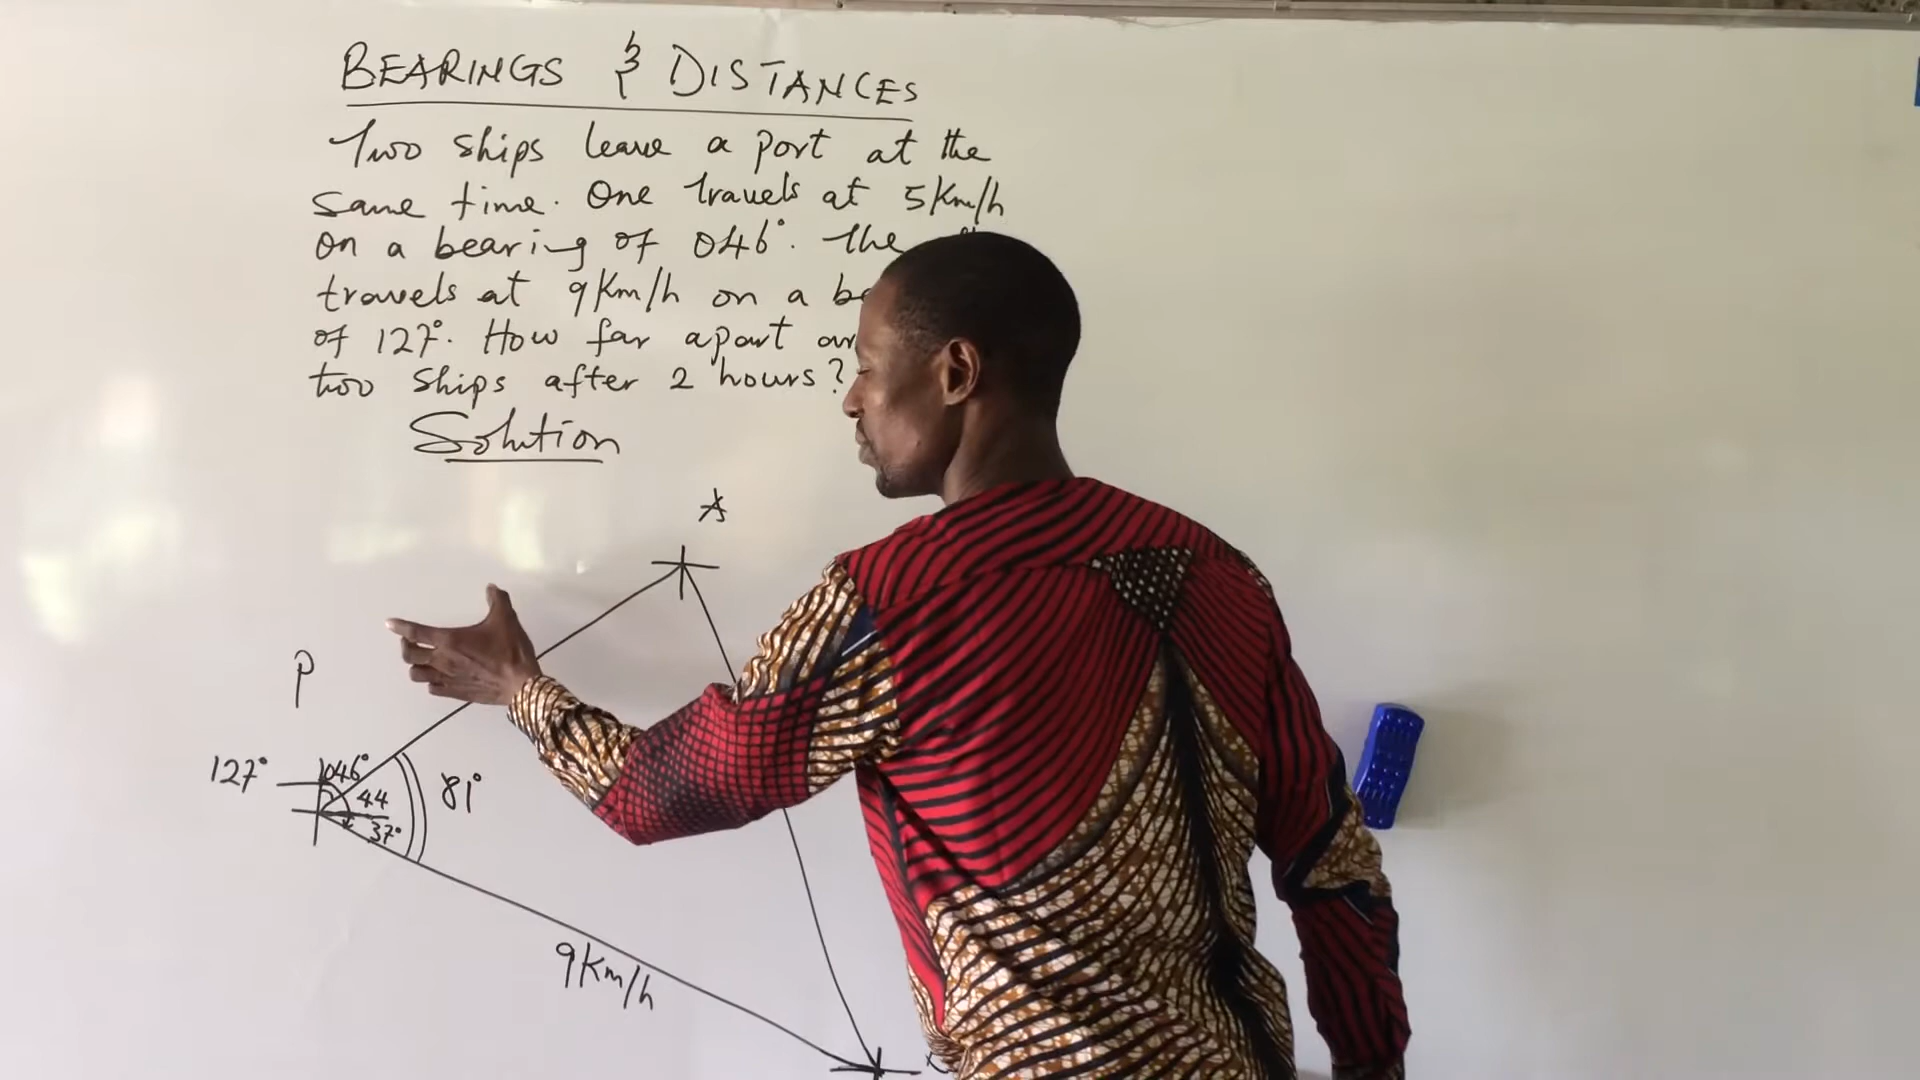 BEARINGS & DISTANCES
Two ships leave a port at the
same time. One travels at 5Km/h
on a bearing of 046°. The
travels at 9Km/h on a
of 127°. How far apart
two ships after 2 hours?
Solution
A
P
127°
046°
44
81°
37°
9Km/h